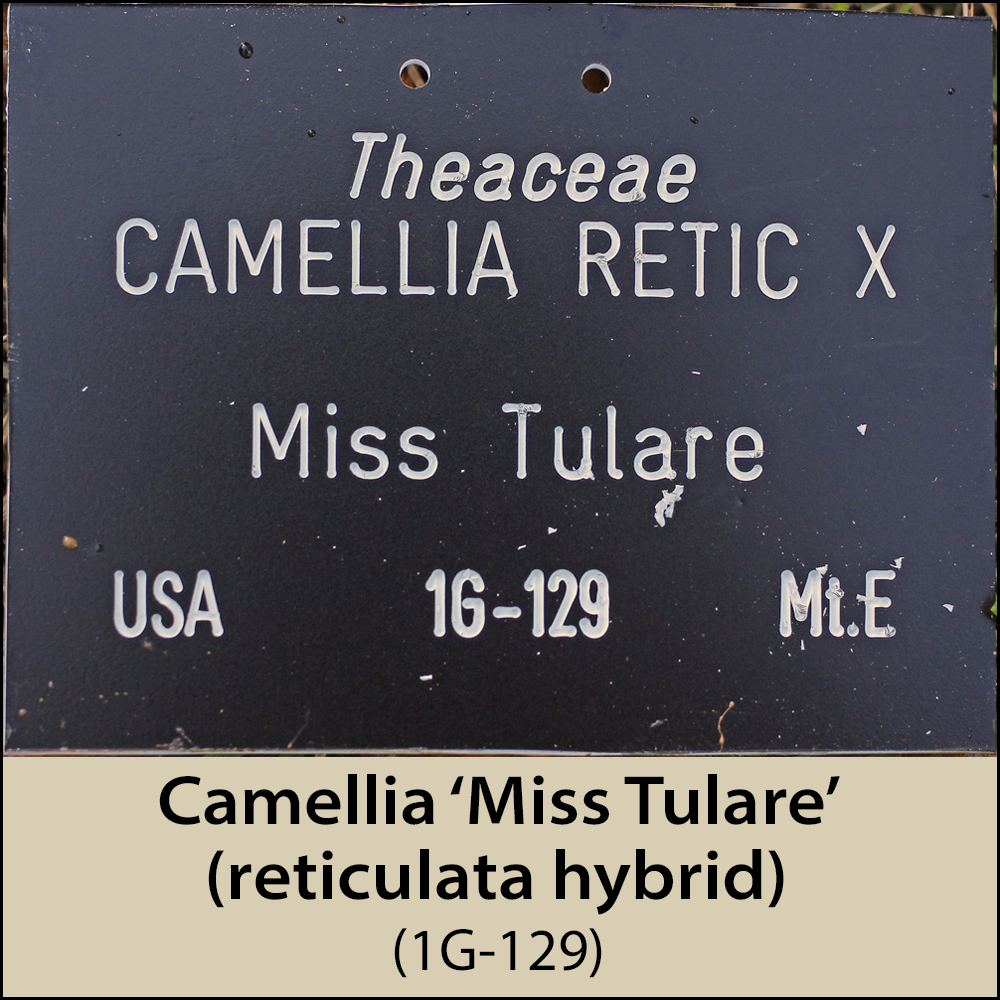 Theaceae
CAMELLIA RETIC X
Miss Tulare
USA 1G-129 Mt.E
Camellia ‘Miss Tulare’
(reticulata hybrid)
(1G-129)